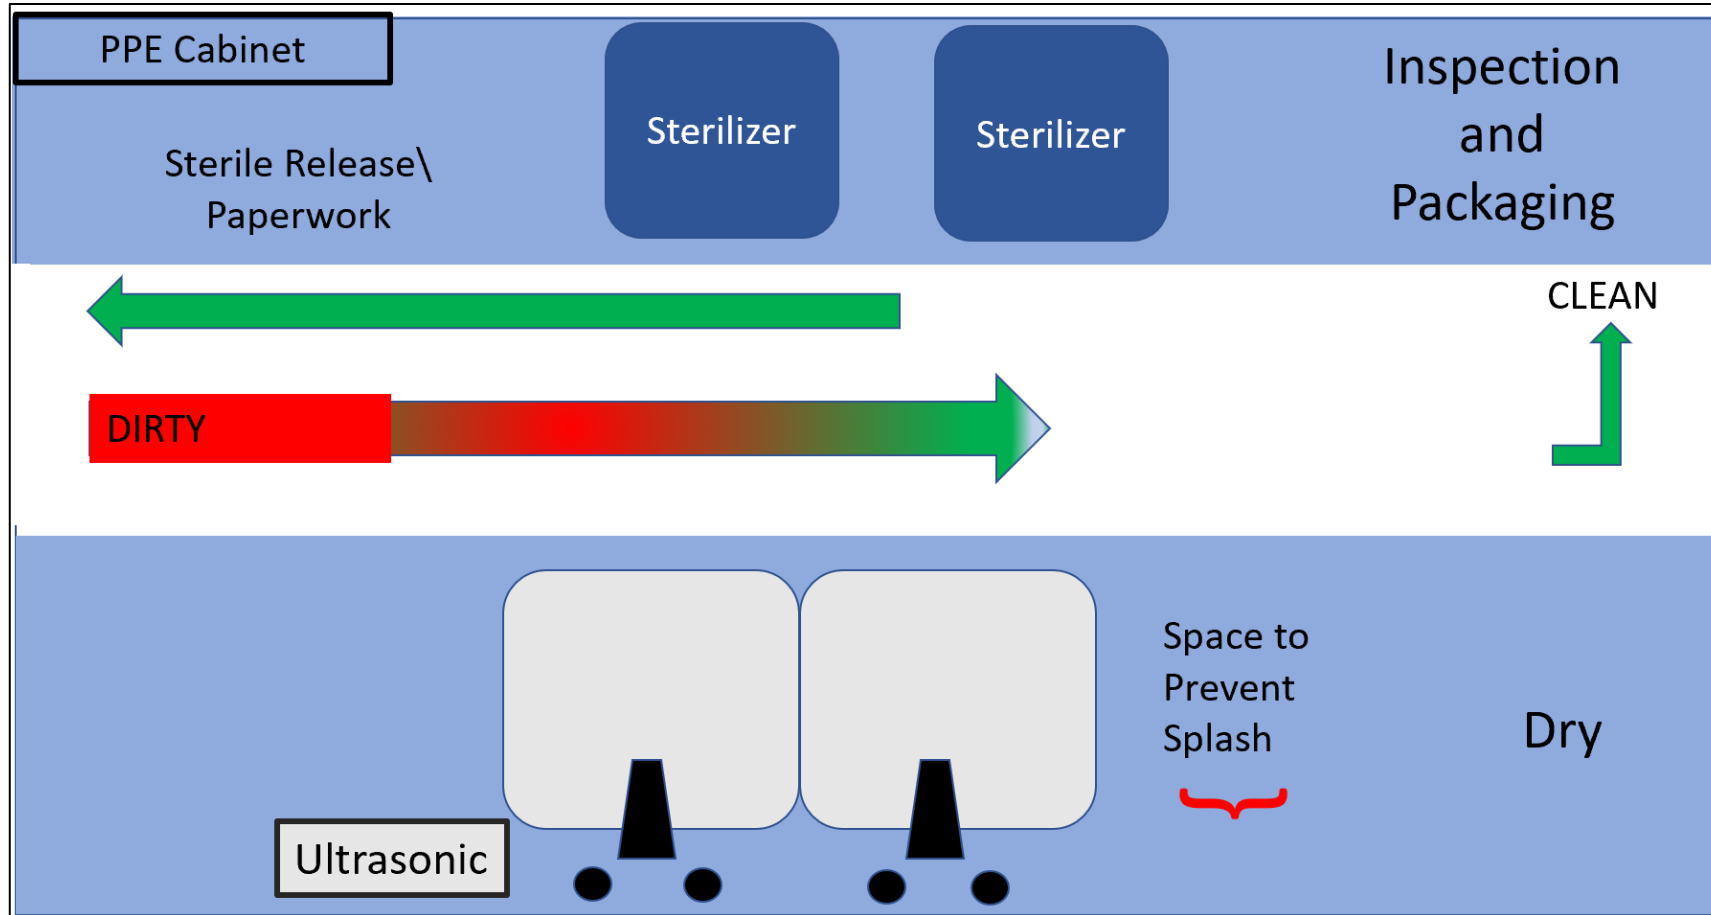 PPE Cabinet
Sterile Release\
Paperwork
Sterilizer
Sterilizer
Inspection
and
Packaging
CLEAN
DIRTY
Space to
Prevent
Splash
Dry
Ultrasonic